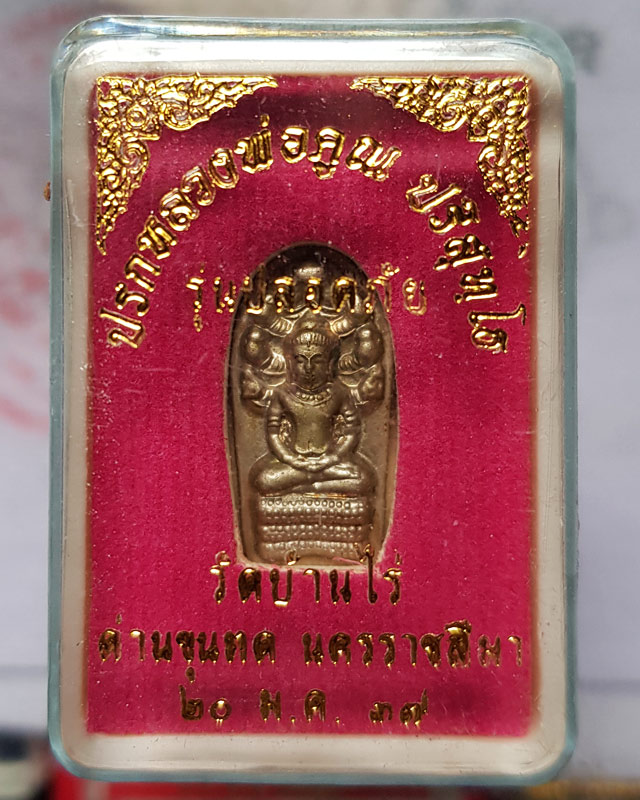 ปรกหลวงพ่อคูณ ปริสุทฺโธ
รุ่นปลอดภัย
วัดบ้านไร่
ด่านขุนทด นครราชสีมา
๒๐ ม.ค. ๓๗